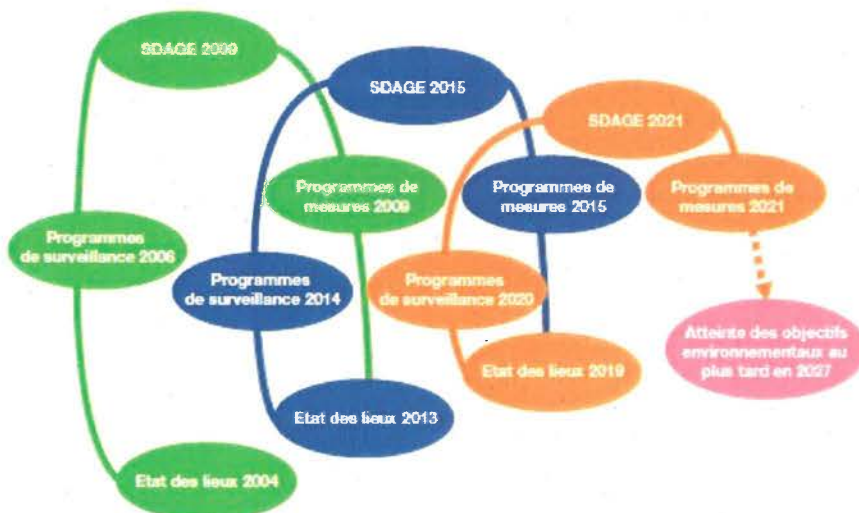 SDAGE 2009
SDAGE 2015
SDAGE 2021
Programmes de
mesures 2009
Programmes de
mesures 2015
Programmes de
mesures 2021
Programmes
de surveillance 2006
Programmes
de surveillance 2014
Programmes
de surveillance 2020
Atteinte des objectifs
environnementaux au
plus tard en 2027
Etat des lieux 2019
Etat des lieux 2013
Etat des lieux 2004